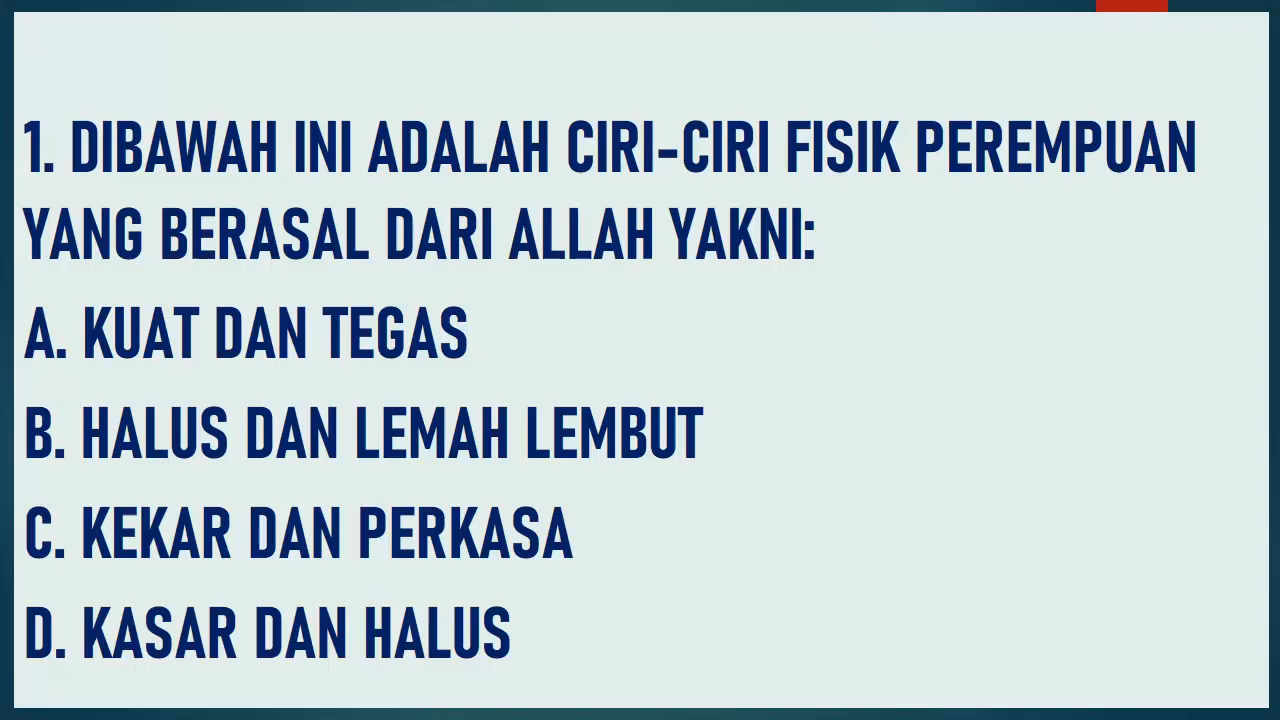 1. DIBAWAH INI ADALAH CIRI-CIRI FISIK PEREMPUAN
YANG BERASAL DARI ALLAH YAKNI:
A. KUAT DAN TEGAS
B. HALUS DAN LEMAH LEMBUT
C. KEKAR DAN PERKASA
D. KASAR DAN HALUS